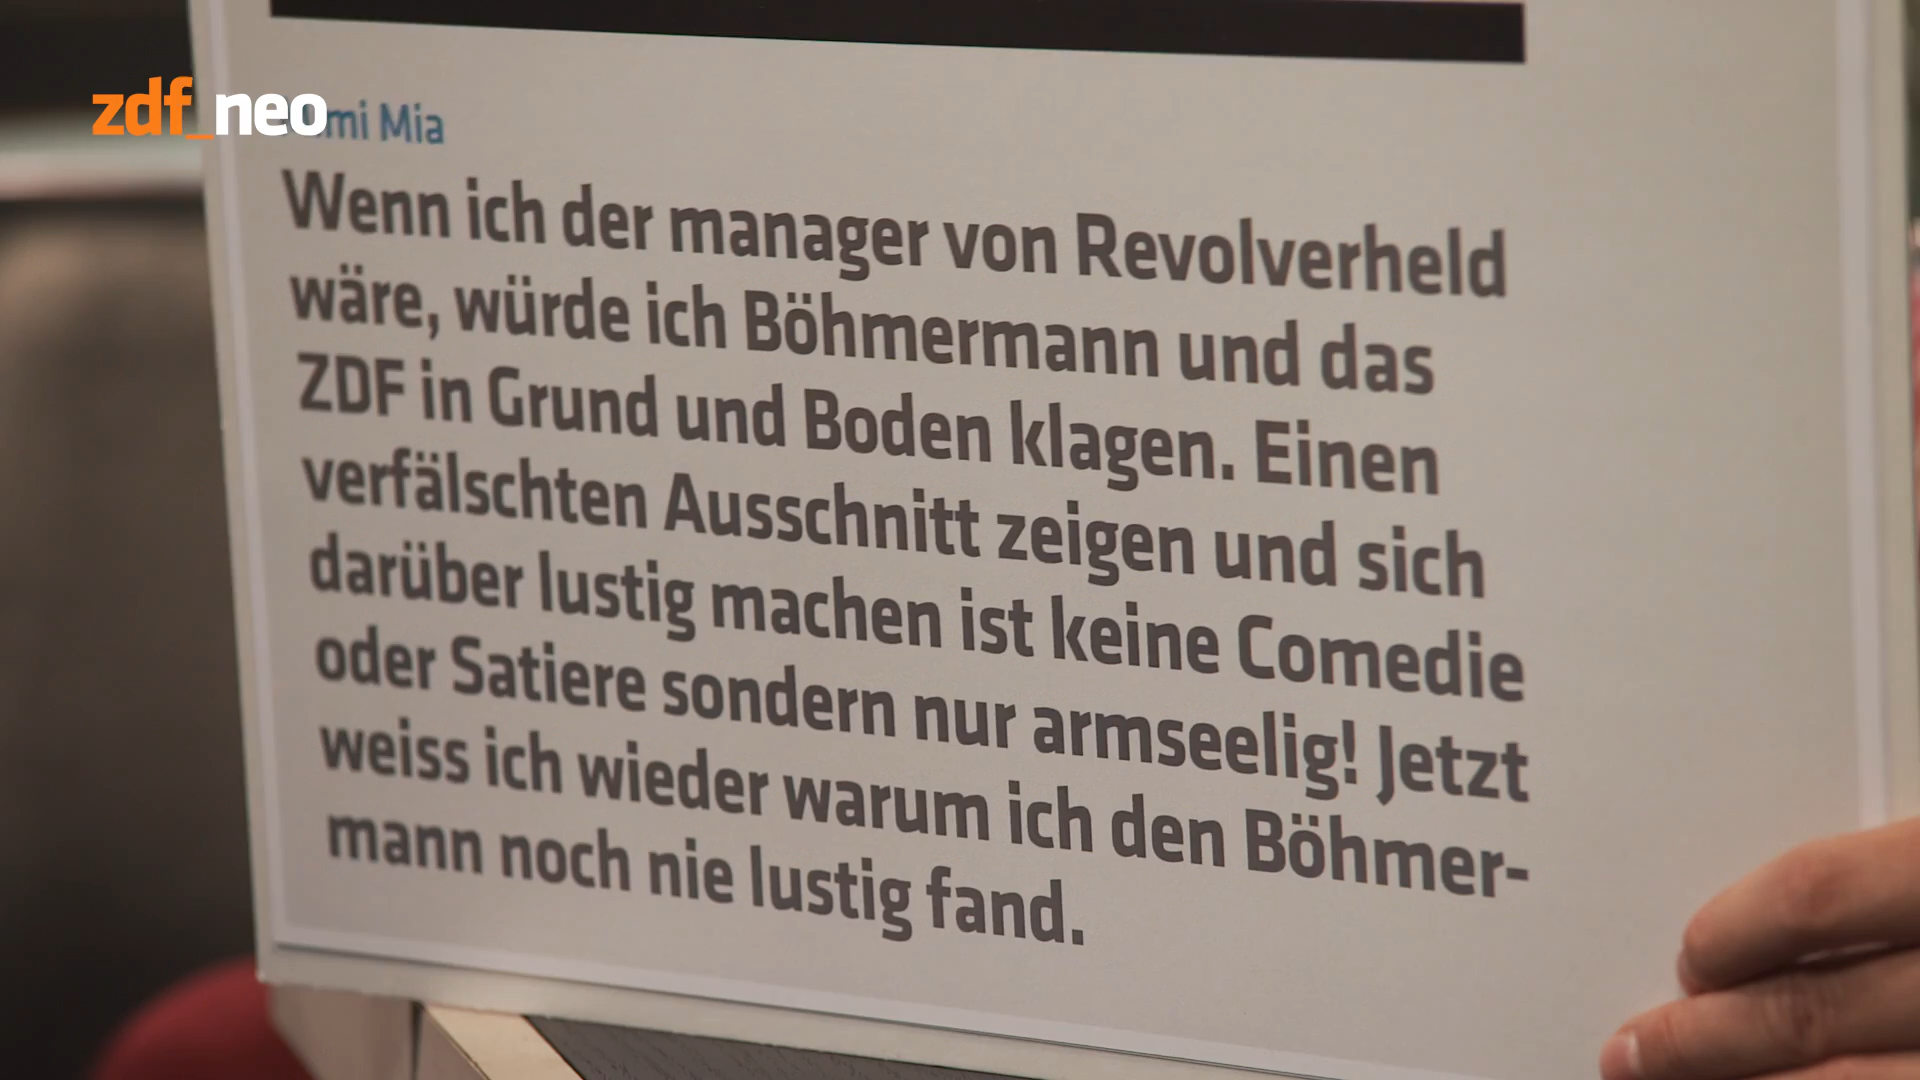 zdf_neo
Mia
Wenn ich der manager von Revolverheld
wäre, würde ich Böhmermann und das
ZDF in Grund und Boden klagen. Einen
verfälschten Ausschnitt zeigen und sich
darüber lustig machen ist keine Comedie
oder Satiere sondern nur armseelig! Jetzt
weiss ich wieder warum ich den Böhmer-
mann noch nie lustig fand.